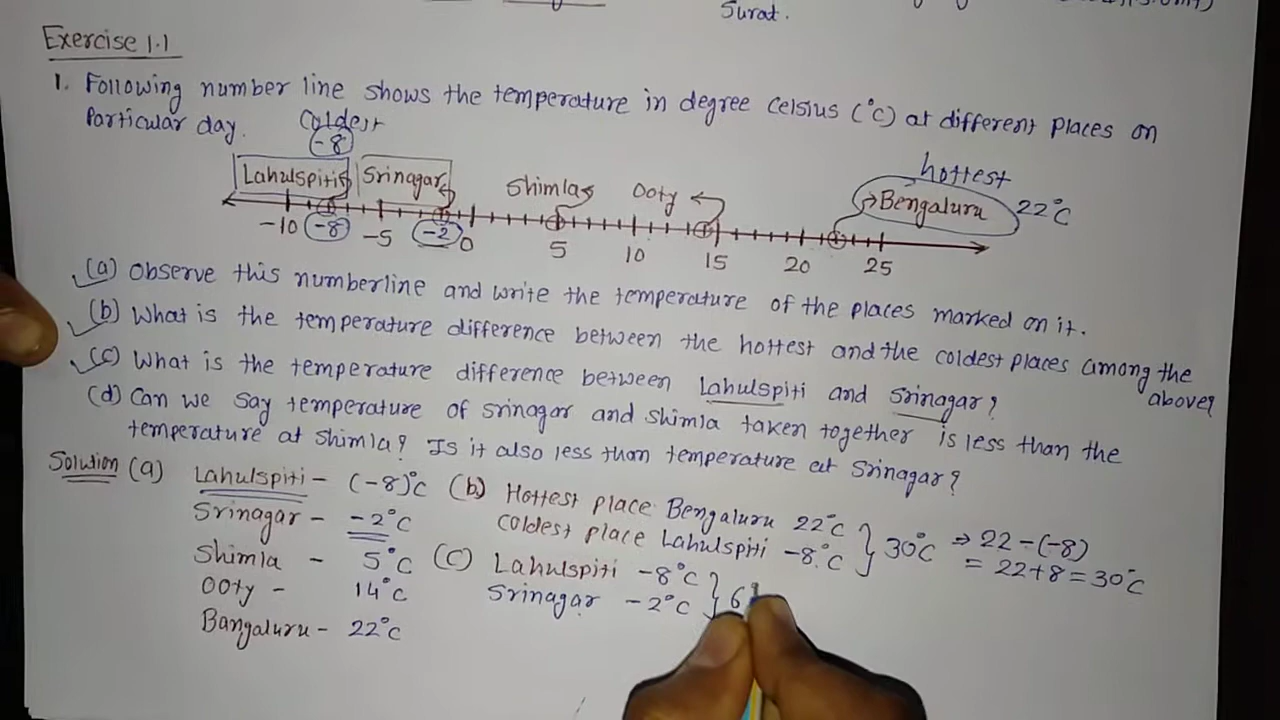 Surat.
Exercise 1.1
1. Following number line shows the temperature in degree Celsius (°C) at different places on
Particular day.
Coldest
-8
hottest
Lahulspitis Srinagar Shimla Ooty Bengaluru 22°C
-10 -8 -5 -2 0 5 10 15 20 25
(a) Observe this numberline and write the temperature of the places marked on it.
(b) What is the temperature difference between the hottest and the coldest places among the
above?
(c) What is the temperature difference between Lahulspiti and Srinagar?
(d) Can we say temperature of srinagar and shimla taken together is less than the
temperature at shimla? Is it also less than temperature at Srinagar?
Solution (a) Lahulspiti - (-8)°C
Srinagar - -2°C
Shimla - 5°C
Ooty - 14°C
Bangaluru - 22°C
(b) Hottest place Bengaluru 22°C
coldest place Lahulspiti -8°C } 30°C ⇒ 22-(-8)
= 22+8=30°C
(C) Lahulspiti -8°C
Srinagar -2°C } 6